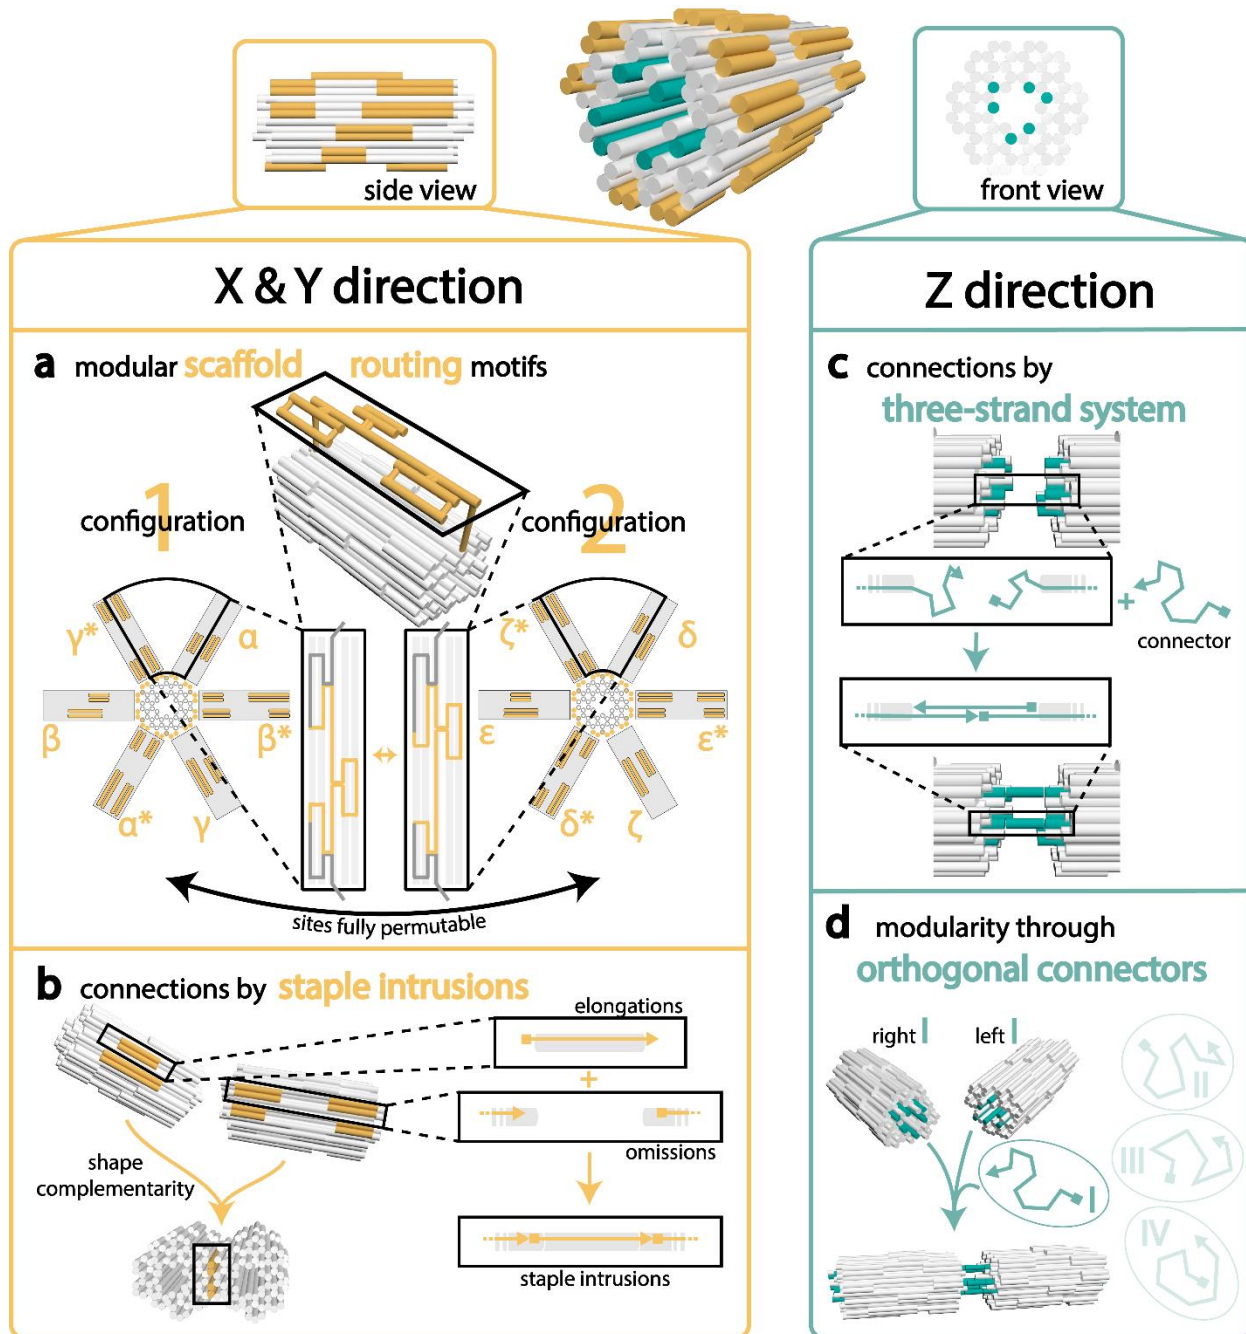 side view
front view
X & Y direction
Z direction
a modular scaffold routing motifs
1
configuration
2
configuration
γ*
α
β
β*
α*
γ
ζ*
δ
ε
ε*
δ*
ζ
sites fully permutable
b connections by staple intrusions
elongations
+
omissions
shape
complementarity
staple intrusions
c connections by
three-strand system
+
connector
d modularity through
orthogonal connectors
right I
left I
II
III
I
IV